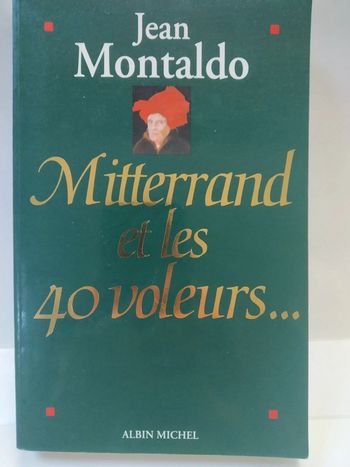 Jean
Montaldo
Mitterrand
et les
40 voleurs...
ALBIN MICHEL